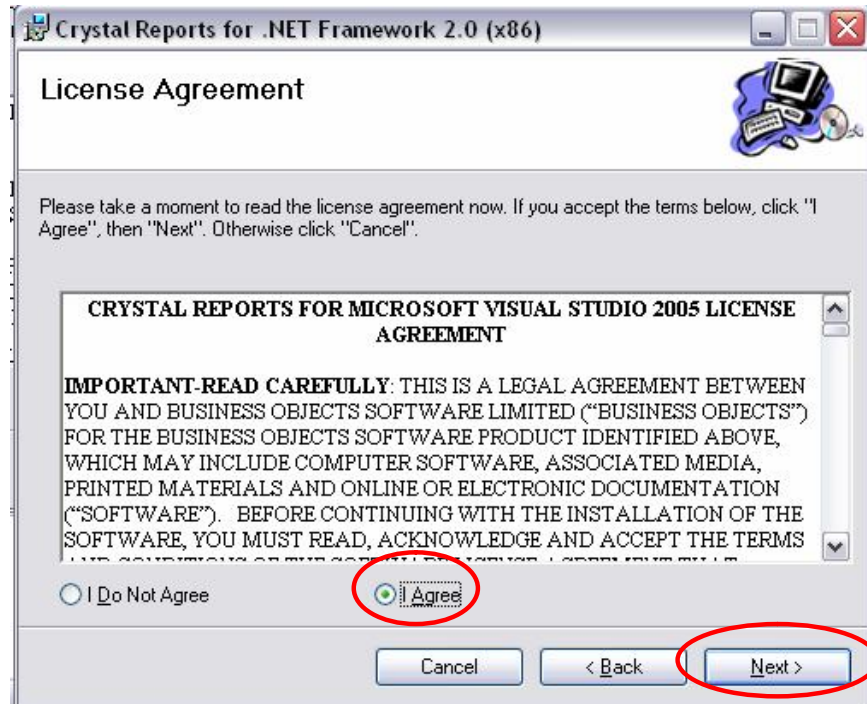 Crystal Reports for .NET Framework 2.0 (x86)
License Agreement
Please take a moment to read the license agreement now. If you accept the terms below, click "I
Agree", then "Next". Otherwise click "Cancel".
CRYSTAL REPORTS FOR MICROSOFT VISUAL STUDIO 2005 LICENSE
AGREEMENT
IMPORTANT-READ CAREFULLY: THIS IS A LEGAL AGREEMENT BETWEEN
YOU AND BUSINESS OBJECTS SOFTWARE LIMITED (“BUSINESS OBJECTS”)
FOR THE BUSINESS OBJECTS SOFTWARE PRODUCT IDENTIFIED ABOVE,
WHICH MAY INCLUDE COMPUTER SOFTWARE, ASSOCIATED MEDIA,
PRINTED MATERIALS AND ONLINE OR ELECTRONIC DOCUMENTATION
(“SOFTWARE”).  BEFORE CONTINUING WITH THE INSTALLATION OF THE
SOFTWARE, YOU MUST READ, ACKNOWLEDGE AND ACCEPT THE TERMS
I Do Not Agree
I Agree
Cancel
< Back
Next >